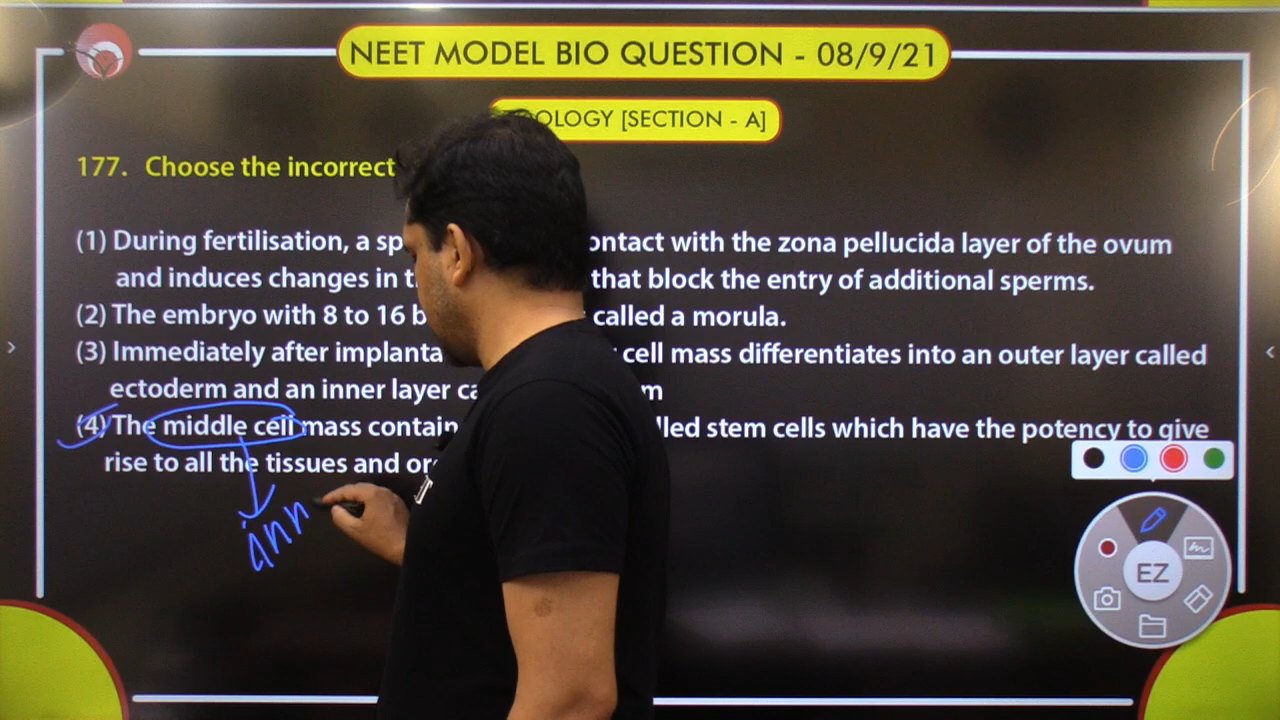 NEET MODEL BIO QUESTION - 08/9/21
OLOGY [SECTION - A]
177. Choose the incorrect
(1) During fertilisation, a sp ontact with the zona pellucida layer of the ovum
and induces changes in t that block the entry of additional sperms.
(2) The embryo with 8 to 16 b called a morula.
(3) Immediately after implanta cell mass differentiates into an outer layer called
ectoderm and an inner layer ca m
(4) The middle cell mass contain lled stem cells which have the potency to give
rise to all the tissues and or
inn
EZ